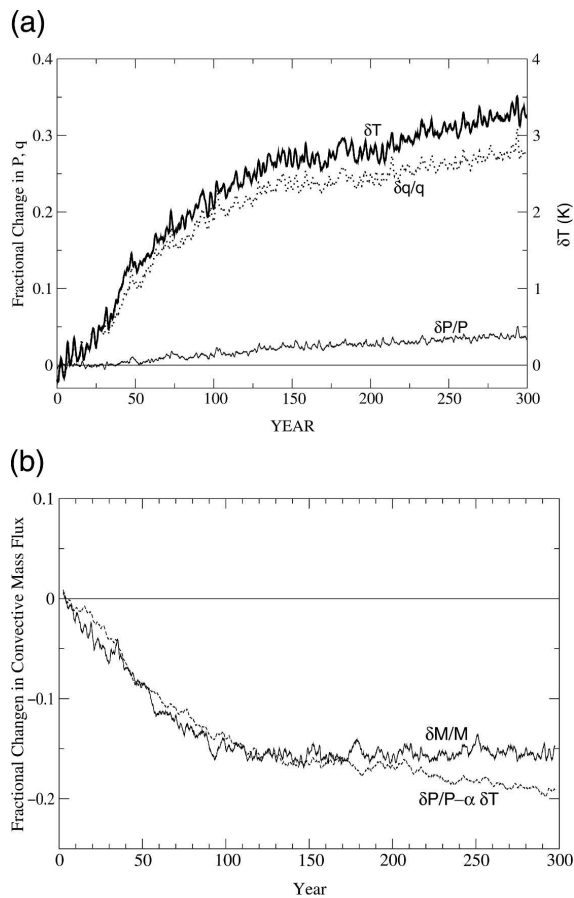 (a)
0.4
0.3
0.2
0.1
0
Fractional Change in P, q
4
3
2
1
0
δT (K)
δT
δq/q
δP/P
0 50 100 150 200 250 300
YEAR
(b)
0.1
0
−0.1
−0.2
Fractional Changen in Convective Mass Flux
δM/M
δP/P−α δT
0 50 100 150 200 250 300
Year